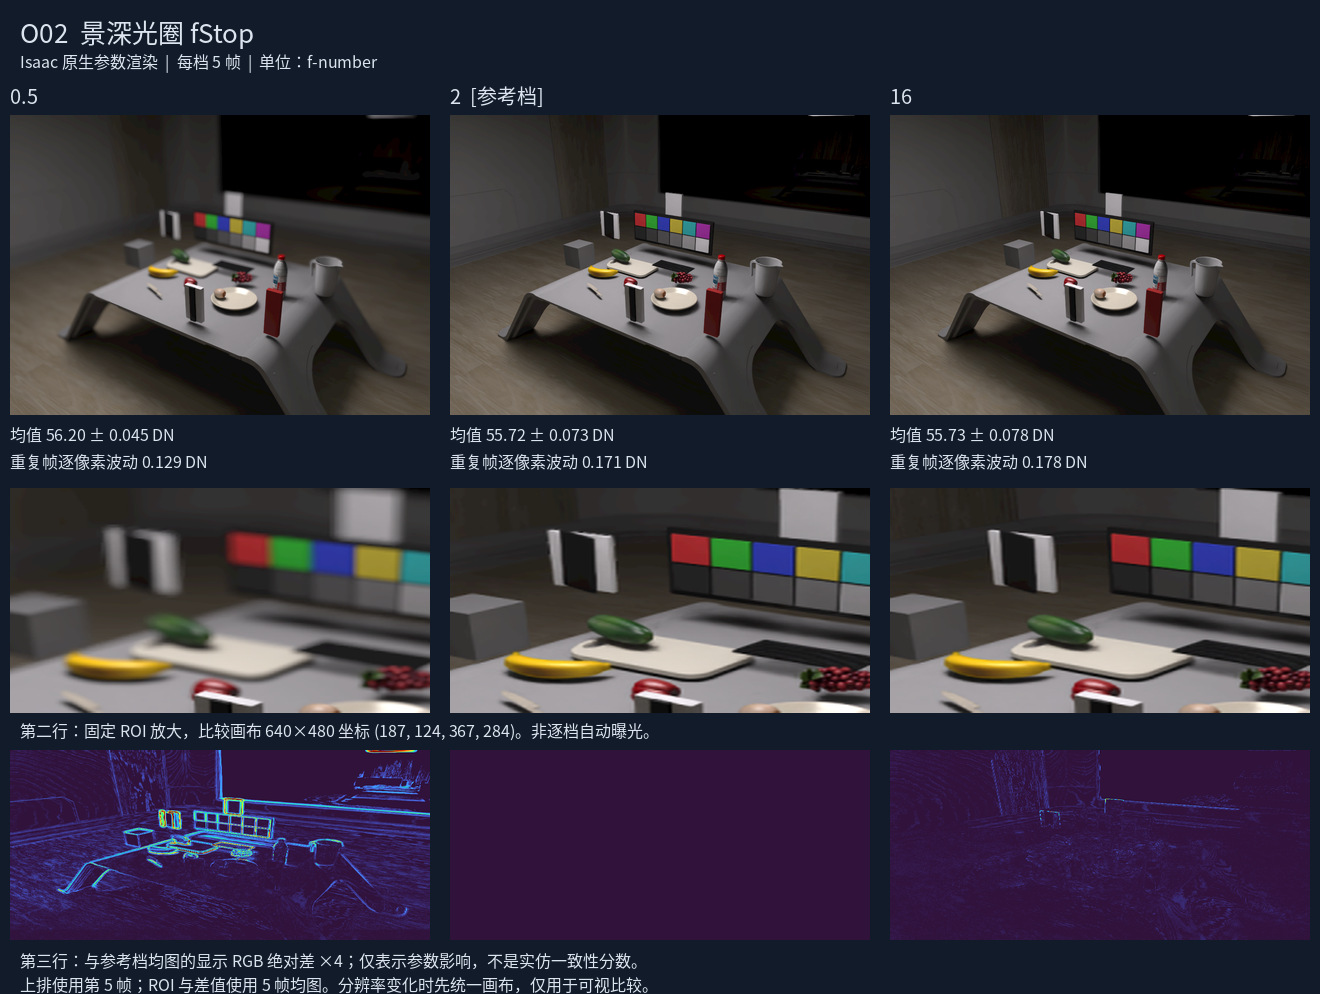 O02 景深光圈 fStop
Isaac 原生参数渲染 | 每档 5 帧 | 单位：f-number
0.5
2 [参考档]
16
均值 56.20 ± 0.045 DN
重复帧逐像素波动 0.129 DN
均值 55.72 ± 0.073 DN
重复帧逐像素波动 0.171 DN
均值 55.73 ± 0.078 DN
重复帧逐像素波动 0.178 DN
第二行：固定 ROI 放大，比较画布 640×480 坐标 (187, 124, 367, 284)。非逐档自动曝光。
第三行：与参考档均图的显示 RGB 绝对差 ×4；仅表示参数影响，不是实仿一致性分数。
上排使用第 5 帧；ROI 与差值使用 5 帧均图。分辨率变化时先统一画布，仅用于可视比较。